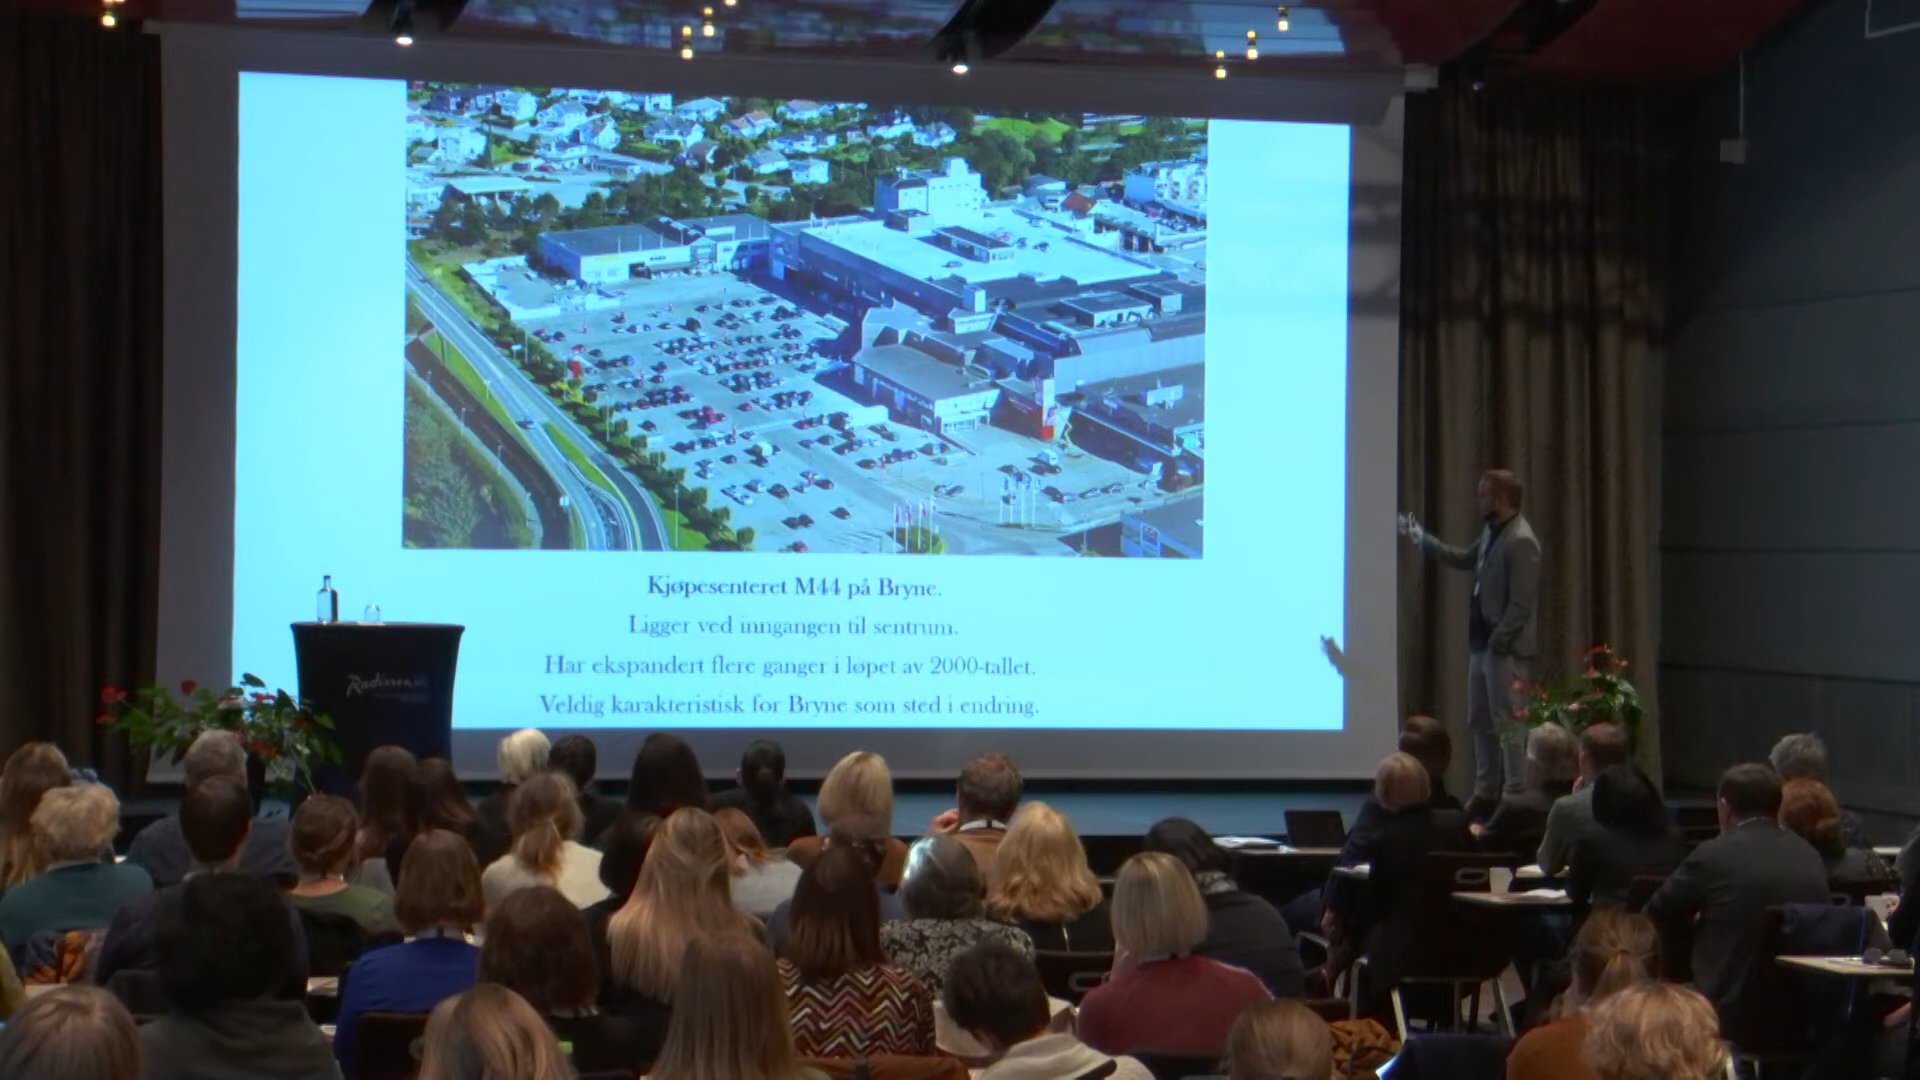 Kjøpesenteret M44 på Bryne.
Ligger ved inngangen til sentrum.
Har ekspandert flere ganger i løpet av 2000-tallet.
Veldig karakteristisk for Bryne som sted i endring.
Radisson